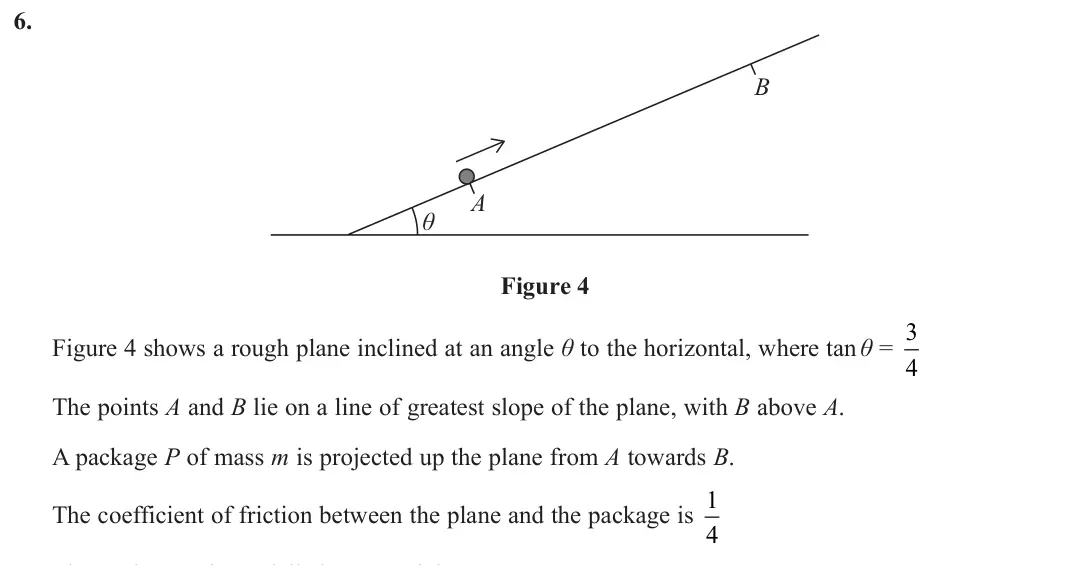 6.
B
A
θ
Figure 4
Figure 4 shows a rough plane inclined at an angle θ to the horizontal, where tan θ = 3/4
The points A and B lie on a line of greatest slope of the plane, with B above A.
A package P of mass m is projected up the plane from A towards B.
The coefficient of friction between the plane and the package is 1/4